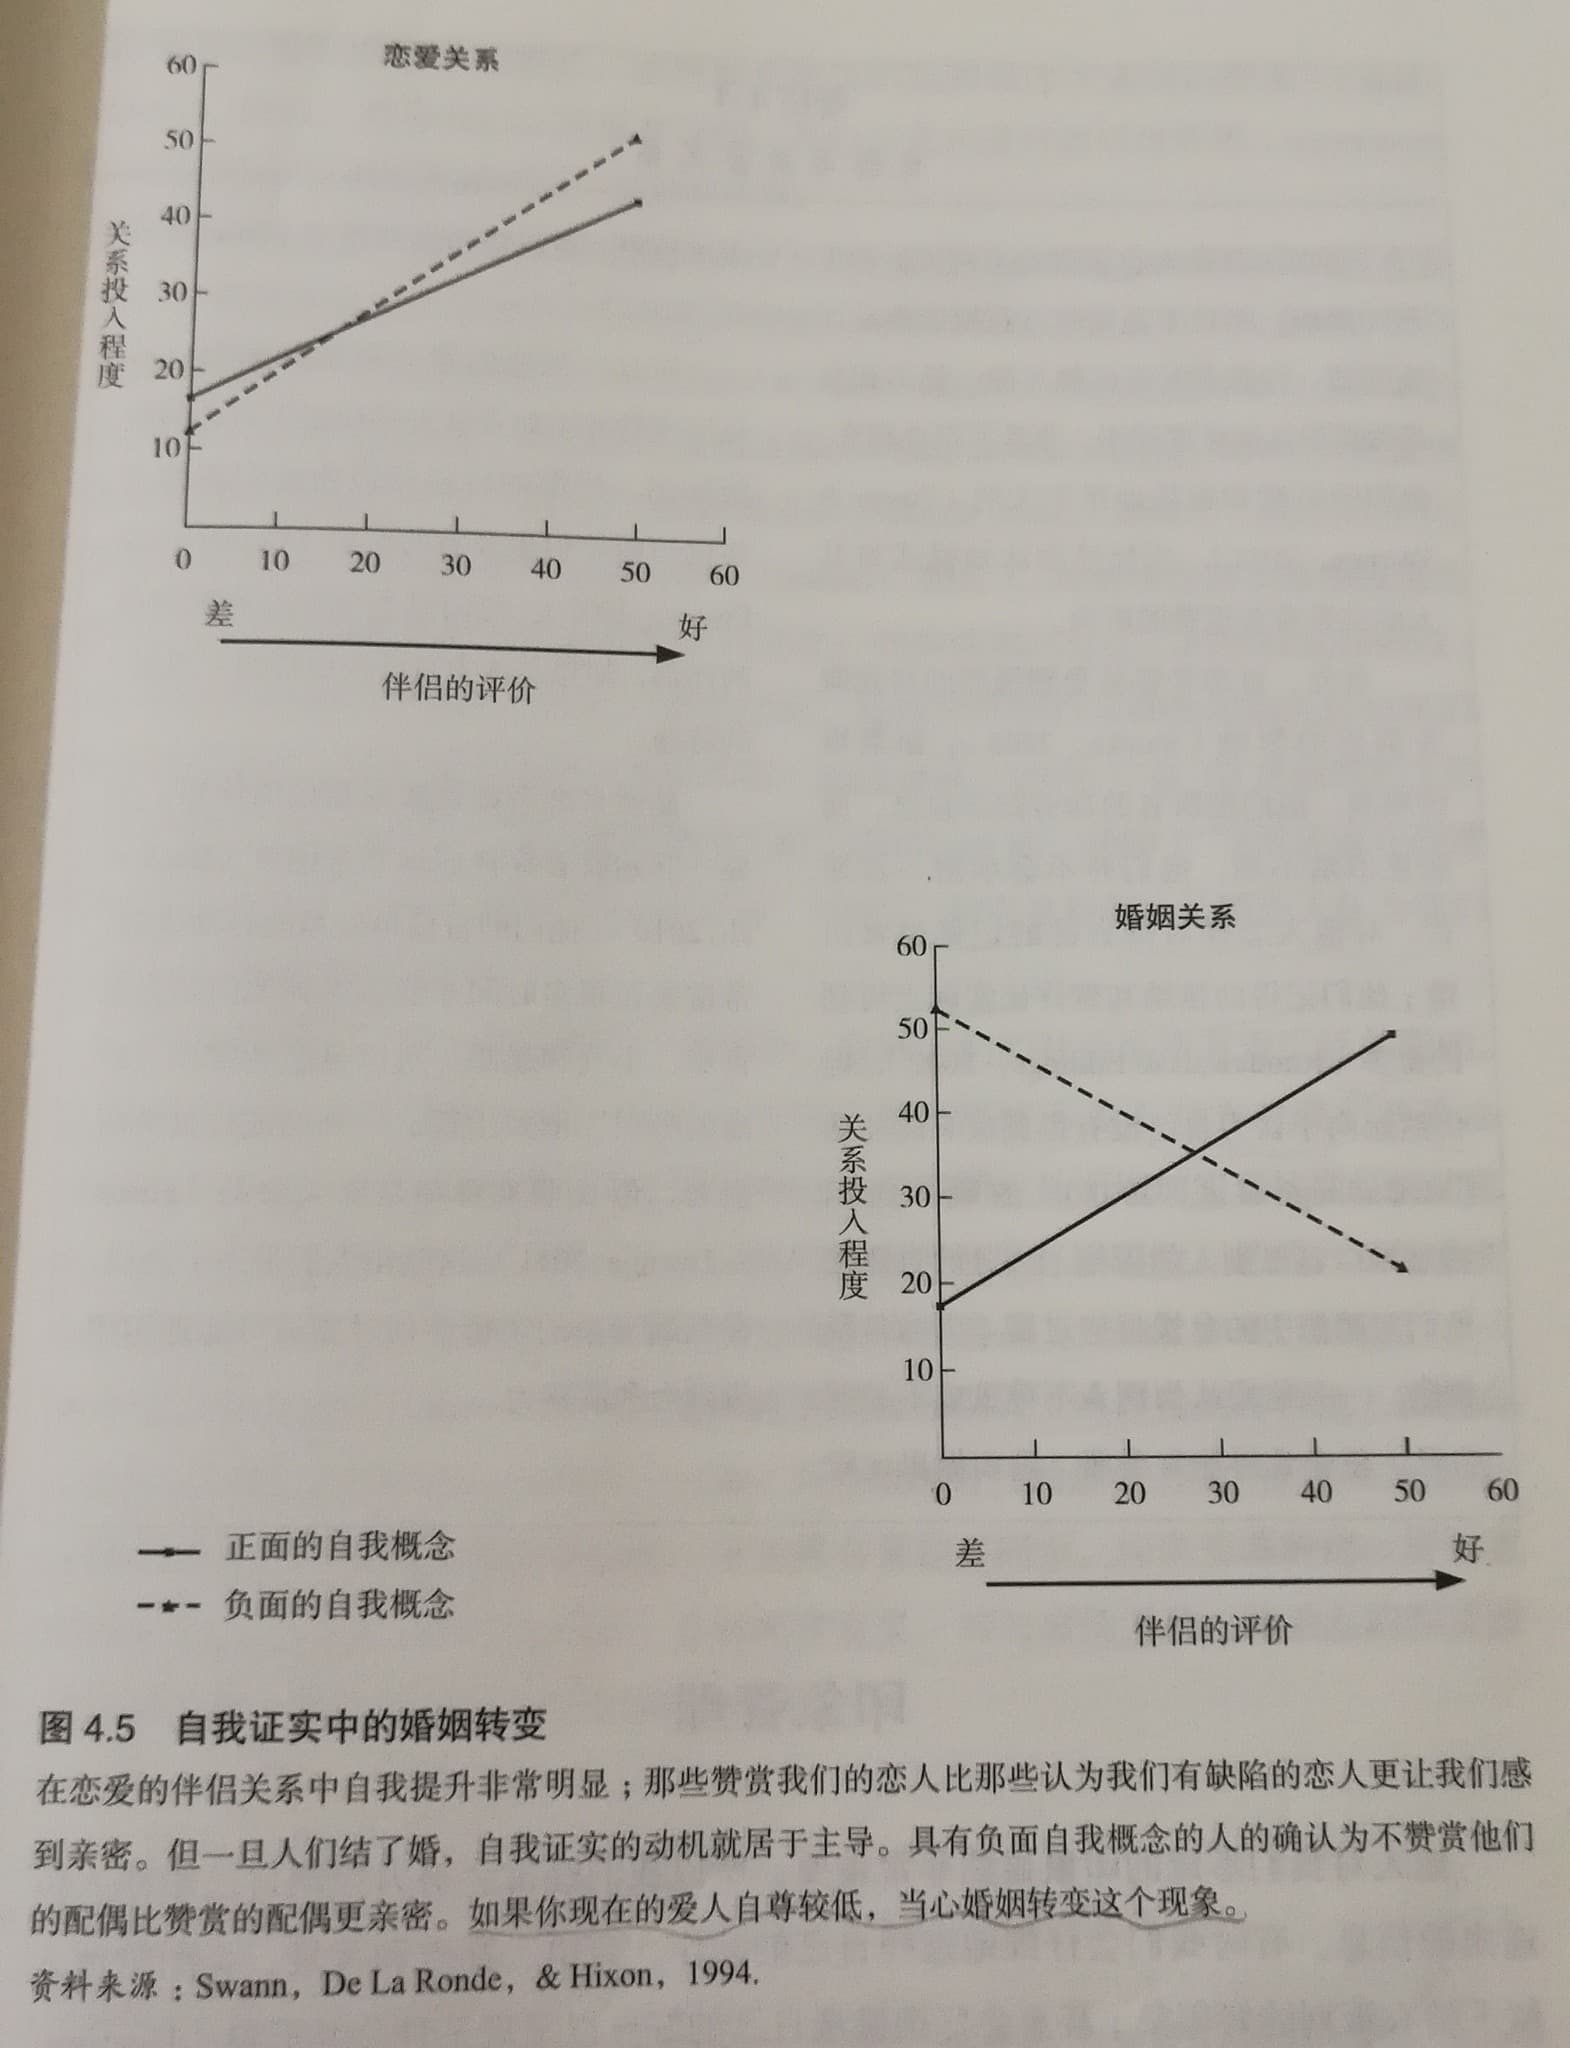 恋爱关系
60
50
40
30
20
10
关系投入程度
0 10 20 30 40 50 60
差 好
伴侣的评价
婚姻关系
60
50
40
30
20
10
关系投入程度
0 10 20 30 40 50 60
差 好
伴侣的评价
正面的自我概念
负面的自我概念
图 4.5 自我证实中的婚姻转变
在恋爱的伴侣关系中自我提升非常明显；那些赞赏我们的恋人比那些认为我们有缺陷的恋人更让我们感
到亲密。但一旦人们结了婚，自我证实的动机就居于主导。具有负面自我概念的人的确认为不赞赏他们
的配偶比赞赏的配偶更亲密。如果你现在的爱人自尊较低，当心婚姻转变这个现象。
资料来源：Swann，De La Ronde，& Hixon，1994.